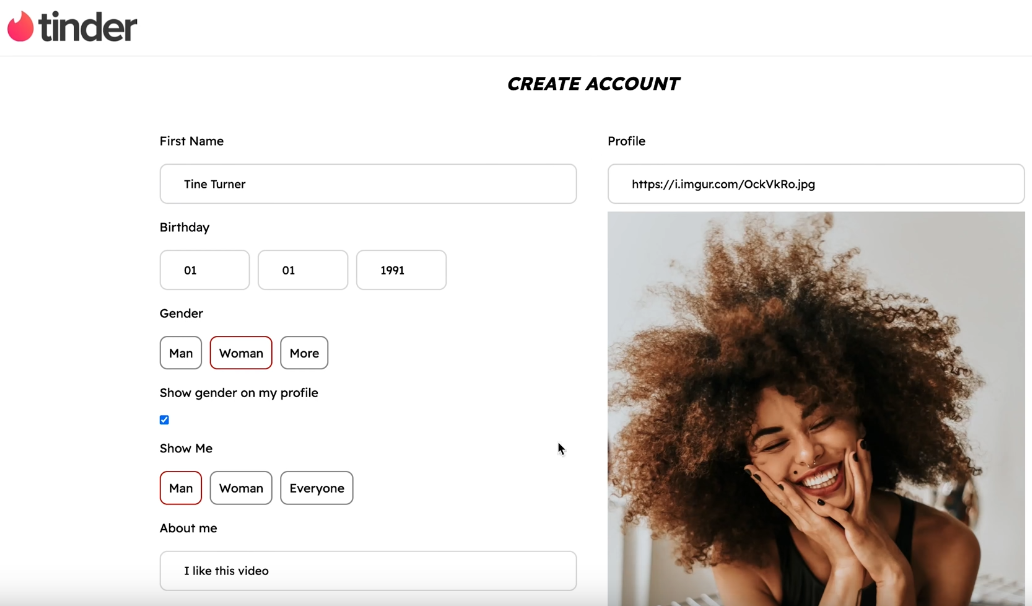 tinder
CREATE ACCOUNT
First Name
Tine Turner
Birthday
01 01 1991
Gender
Man Woman More
Show gender on my profile
Show Me
Man Woman Everyone
About me
I like this video
Profile
https://i.imgur.com/OckVkRo.jpg